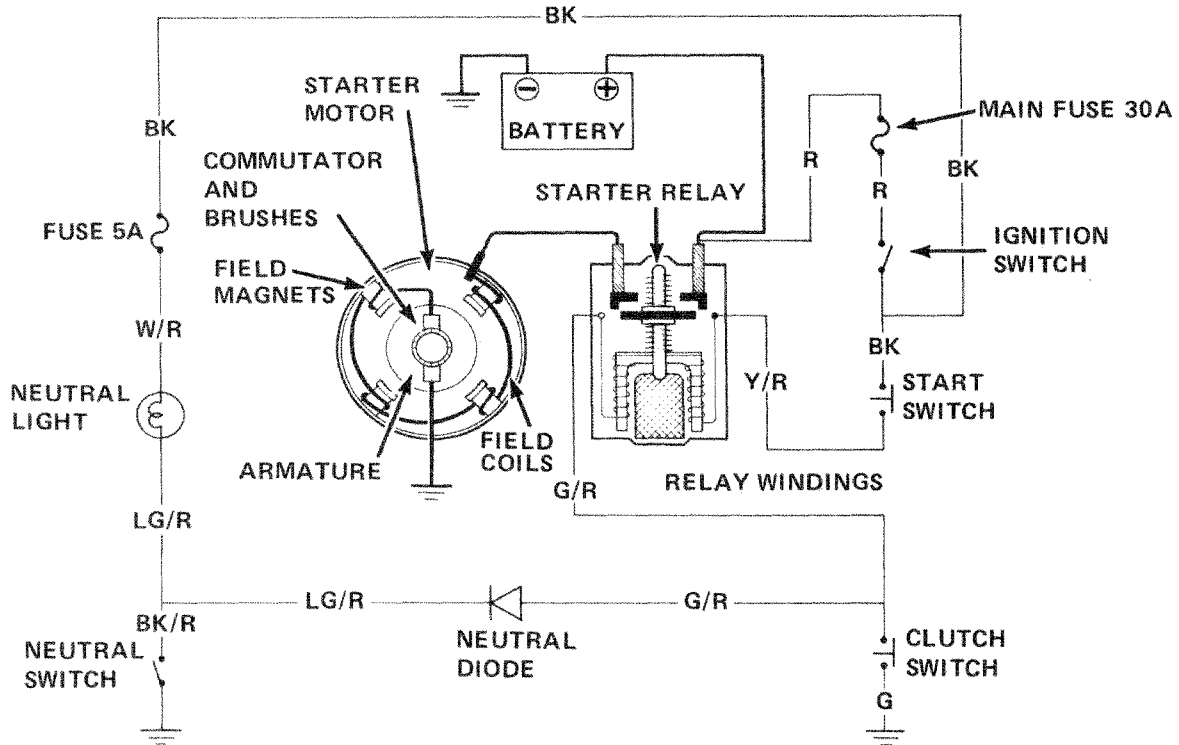 BK
STARTER
MOTOR
BATTERY
MAIN FUSE 30A
BK
COMMUTATOR
AND
BRUSHES
R
R
BK
STARTER RELAY
FUSE 5A
IGNITION
SWITCH
FIELD
MAGNETS
W/R
BK
Y/R
START
SWITCH
NEUTRAL
LIGHT
FIELD
COILS
ARMATURE
G/R
RELAY WINDINGS
LG/R
LG/R
G/R
BK/R
NEUTRAL
SWITCH
NEUTRAL
DIODE
CLUTCH
SWITCH
G